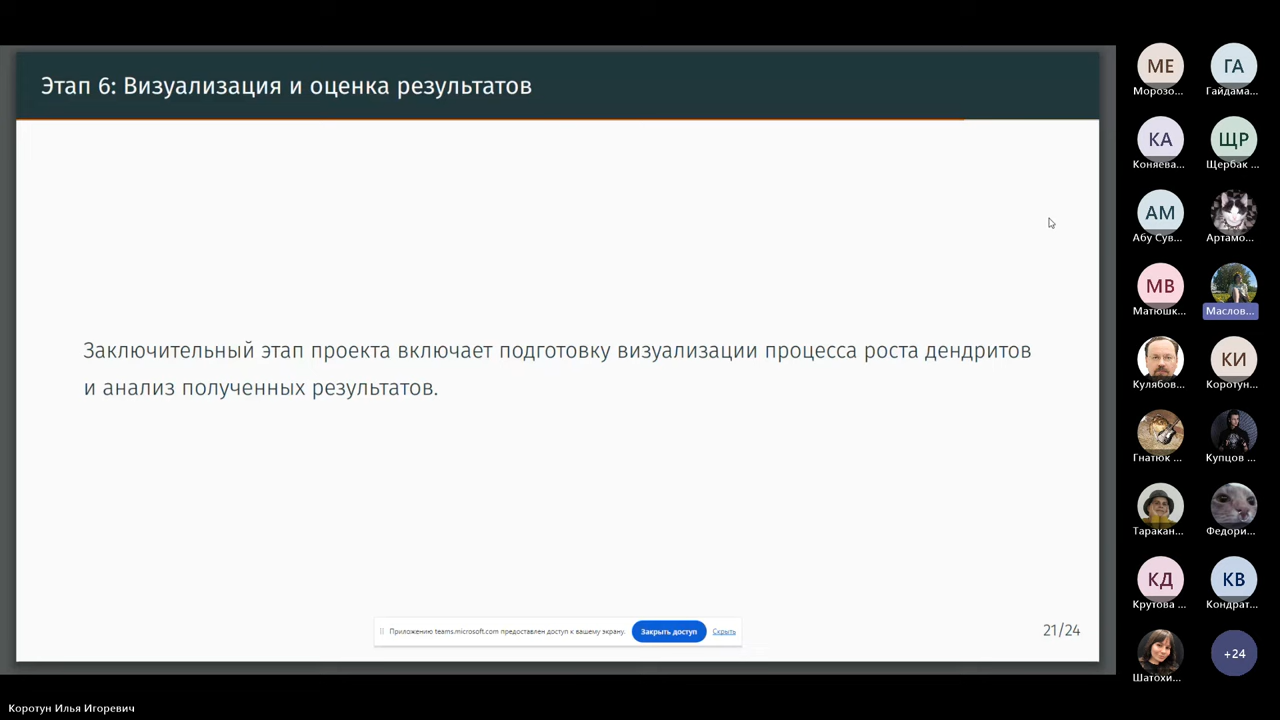 Этап 6: Визуализация и оценка результатов
Заключительный этап проекта включает подготовку визуализации процесса роста дендритов
и анализ полученных результатов.
Приложению teams.microsoft.com предоставлен доступ к вашему экрану.
Закрыть доступ
Скрыть
21/24
МЕ
Морозо...
ГА
Гайдама...
КА
Коняева...
ЩР
Щербак ...
АМ
Абу Сув...
Артамо...
МВ
Матюшк...
Маслов...
Кулябов...
КИ
Коротун...
Гнатюк ...
Купцов ...
Таракан...
Федори...
КД
Крутова ...
КВ
Кондрат...
Шатохи...
+24
Коротун Илья Игоревич